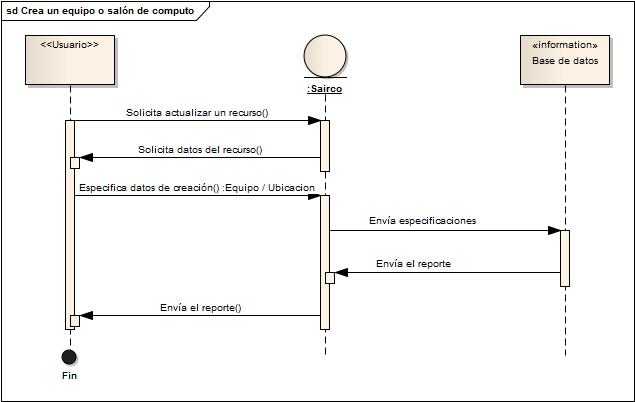 sd Crea un equipo o salón de computo
<<Usuario>>
:Sairco
«information»
Base de datos
Solicita actualizar un recurso()
Solicita datos del recurso()
Especifica datos de creación() :Equipo / Ubicacion
Envía especificaciones
Envía el reporte
Envía el reporte()
Fin